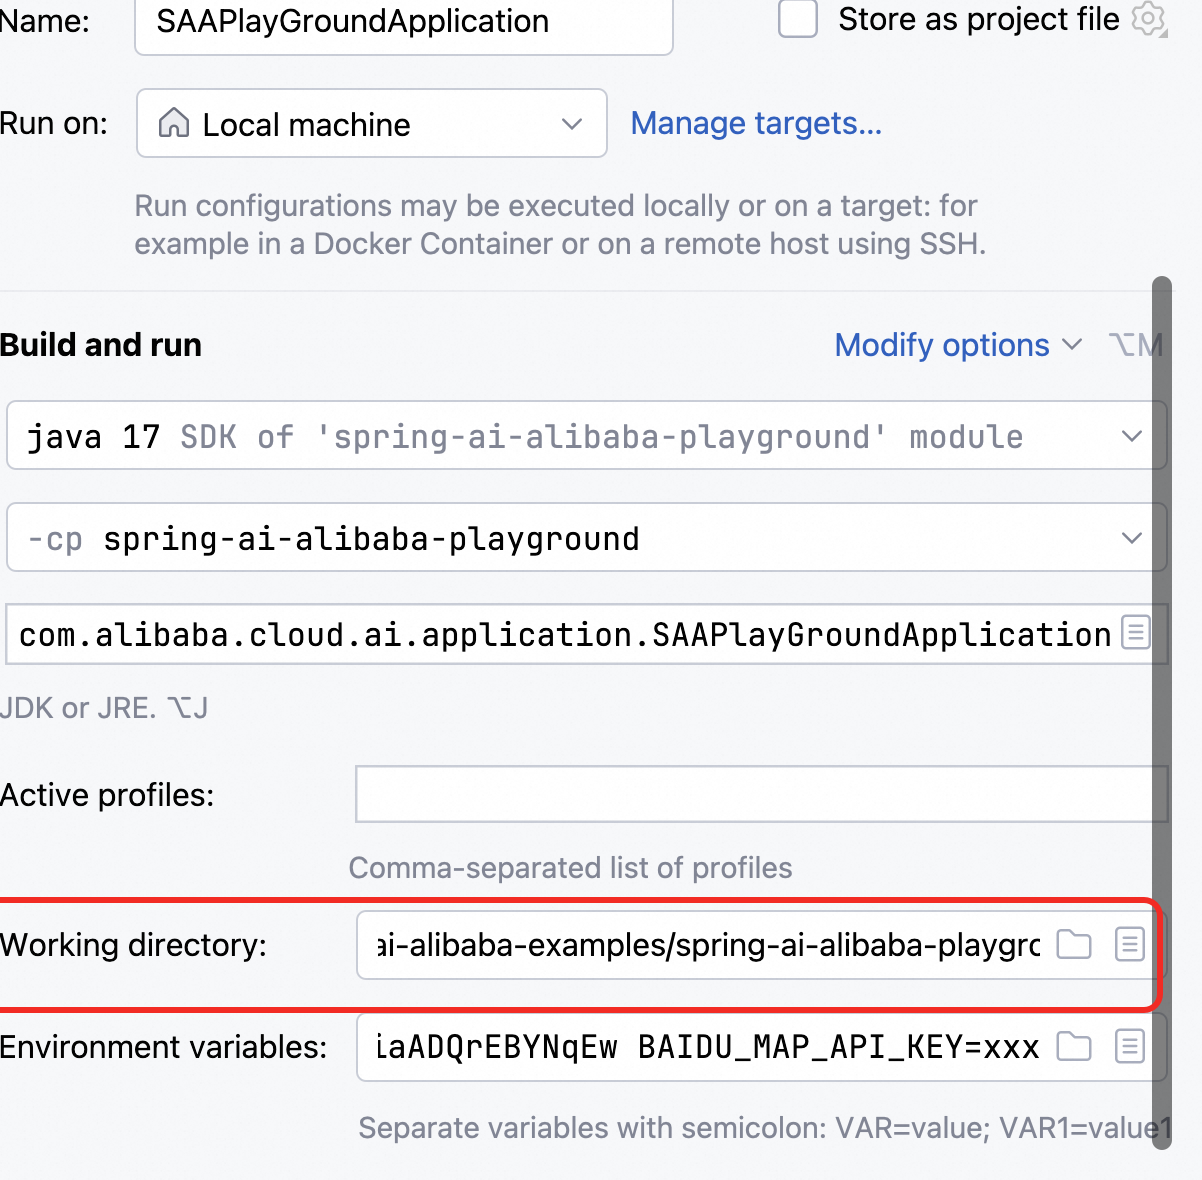 Name: SAAPlayGroundApplication Store as project file
Run on: Local machine Manage targets...
Run configurations may be executed locally or on a target: for
example in a Docker Container or on a remote host using SSH.
Build and run Modify options ⌥M
java 17 SDK of 'spring-ai-alibaba-playground' module
-cp spring-ai-alibaba-playground
com.alibaba.cloud.ai.application.SAAPlayGroundApplication
JDK or JRE. ⌥J
Active profiles:
Comma-separated list of profiles
Working directory: ai-alibaba-examples/spring-ai-alibaba-playgro
Environment variables: iaADQrEBYNqEw BAIDU_MAP_API_KEY=xxx
Separate variables with semicolon: VAR=value; VAR1=value1